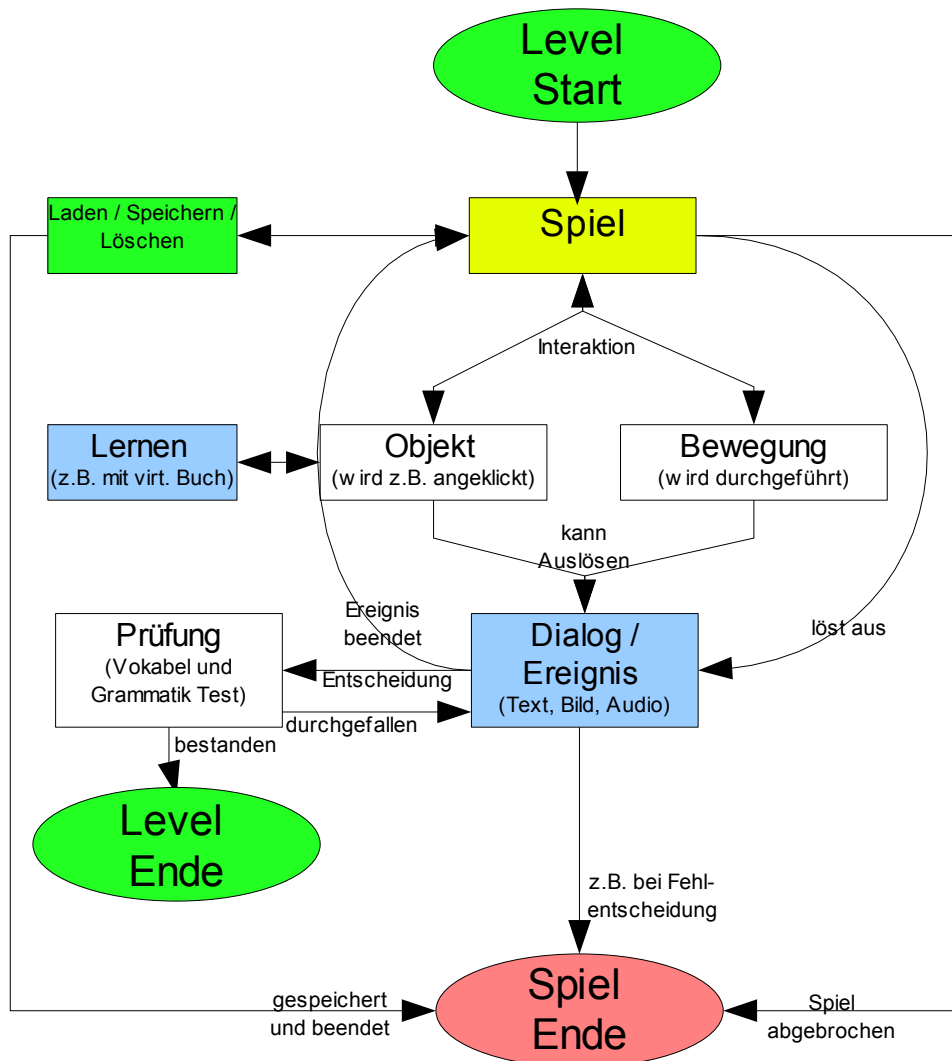 Level
Start
Laden / Speichern /
Löschen
Spiel
Interaktion
Lernen
(z.B. mit virt. Buch)
Objekt
(wird z.B. angeklickt)
Bewegung
(wird durchgeführt)
kann
Auslösen
Ereignis
beendet
Prüfung
(Vokabel und
Grammatik Test)
Entscheidung
durchgefallen
Dialog /
Ereignis
(Text, Bild, Audio)
löst aus
bestanden
Level
Ende
z.B. bei Fehl-
entscheidung
gespeichert
und beendet
Spiel
Ende
Spiel
abgebrochen